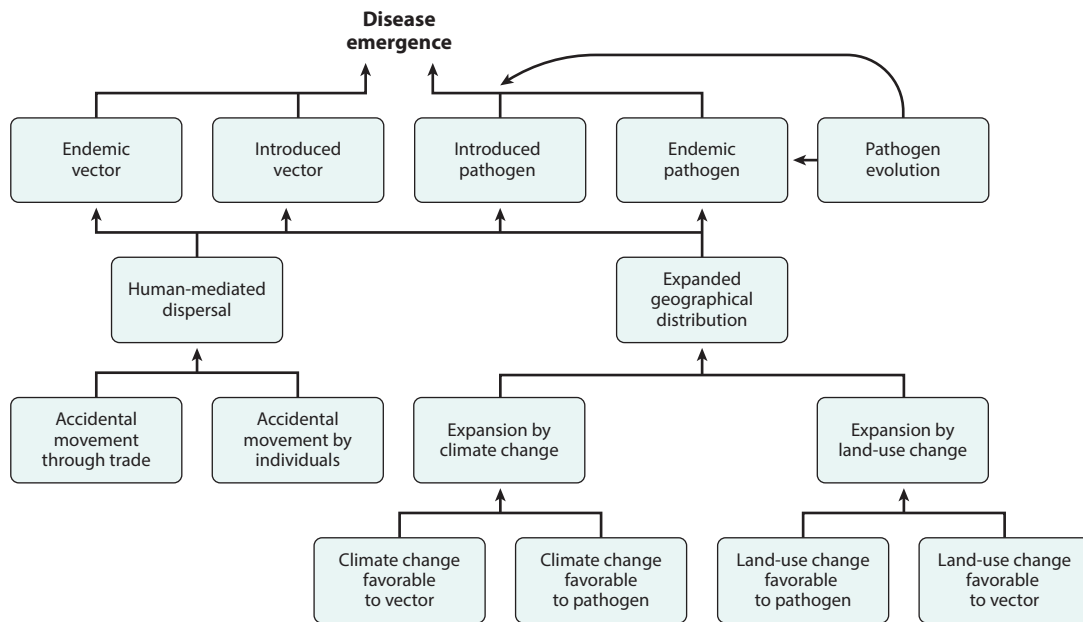 Disease
emergence
Endemic
vector
Introduced
vector
Introduced
pathogen
Endemic
pathogen
Pathogen
evolution
Human-mediated
dispersal
Expanded
geographical
distribution
Accidental
movement
through trade
Accidental
movement by
individuals
Expansion by
climate change
Expansion by
land-use change
Climate change
favorable
to vector
Climate change
favorable
to pathogen
Land-use change
favorable
to pathogen
Land-use change
favorable
to vector